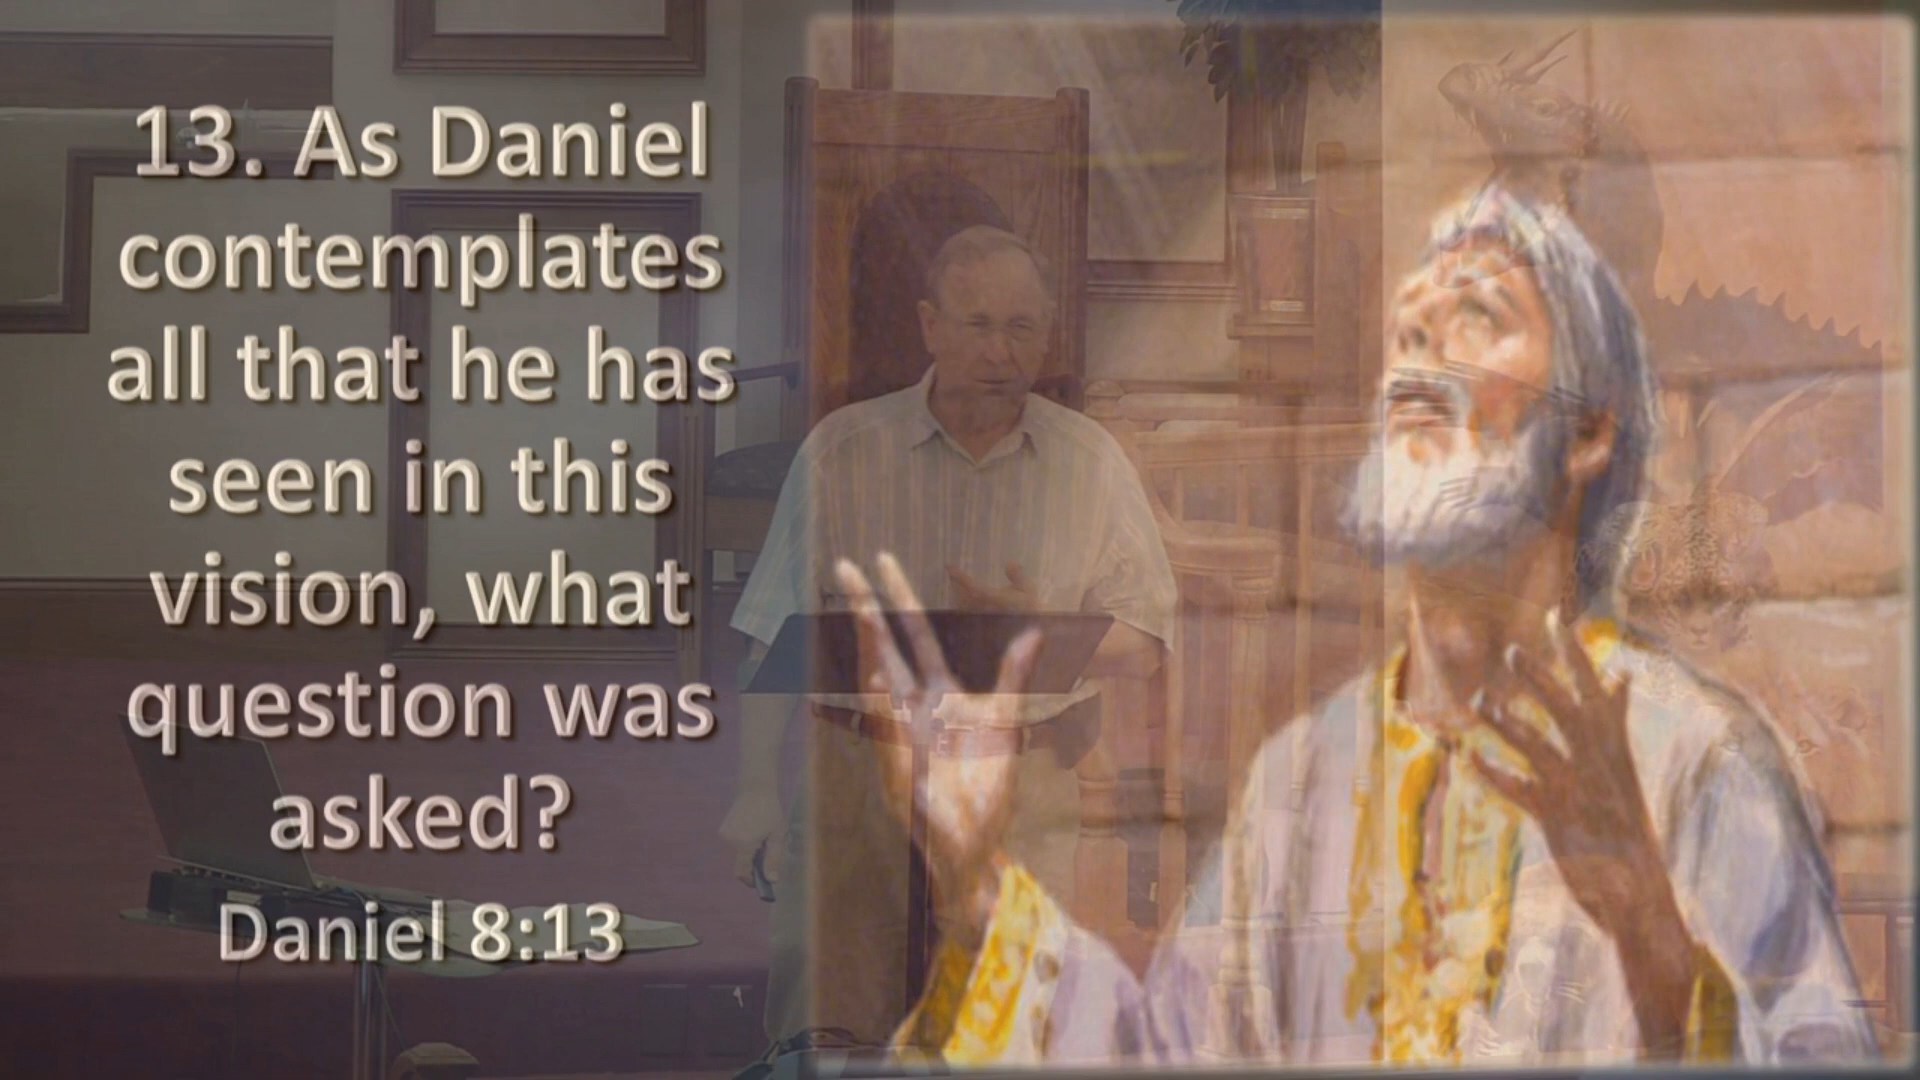 13. As Daniel
contemplates
all that he has
seen in this
vision, what
question was
asked?
Daniel 8:13